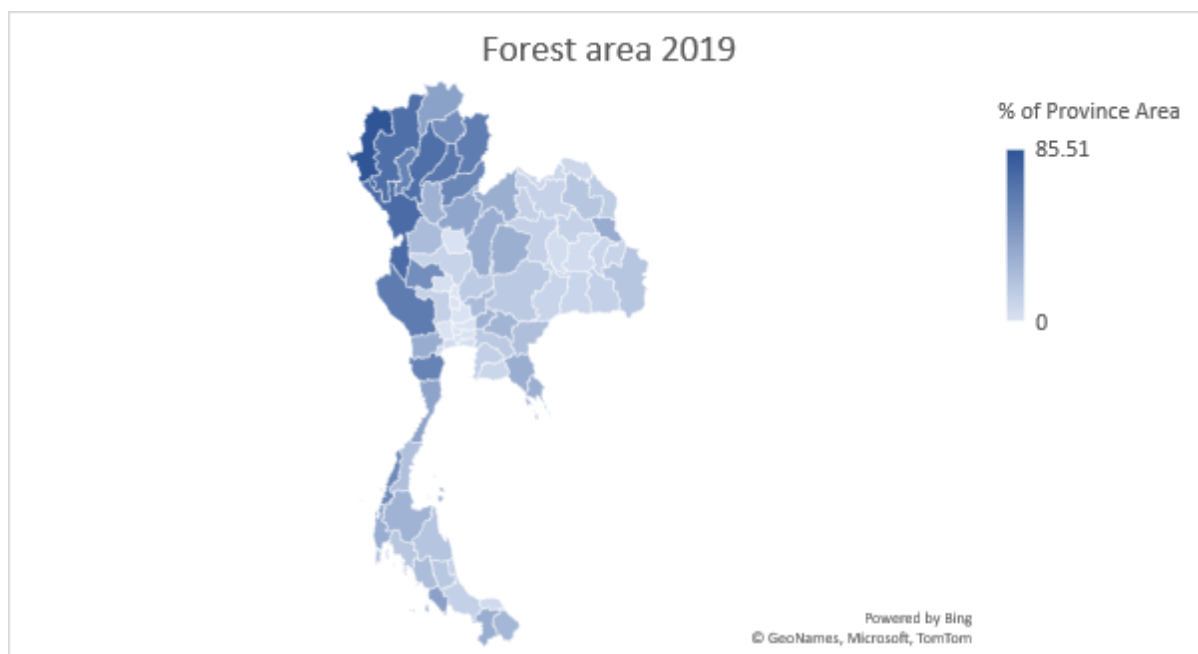 Forest area 2019
% of Province Area
85.51
0
Powered by Bing
© GeoNames, Microsoft, TomTom